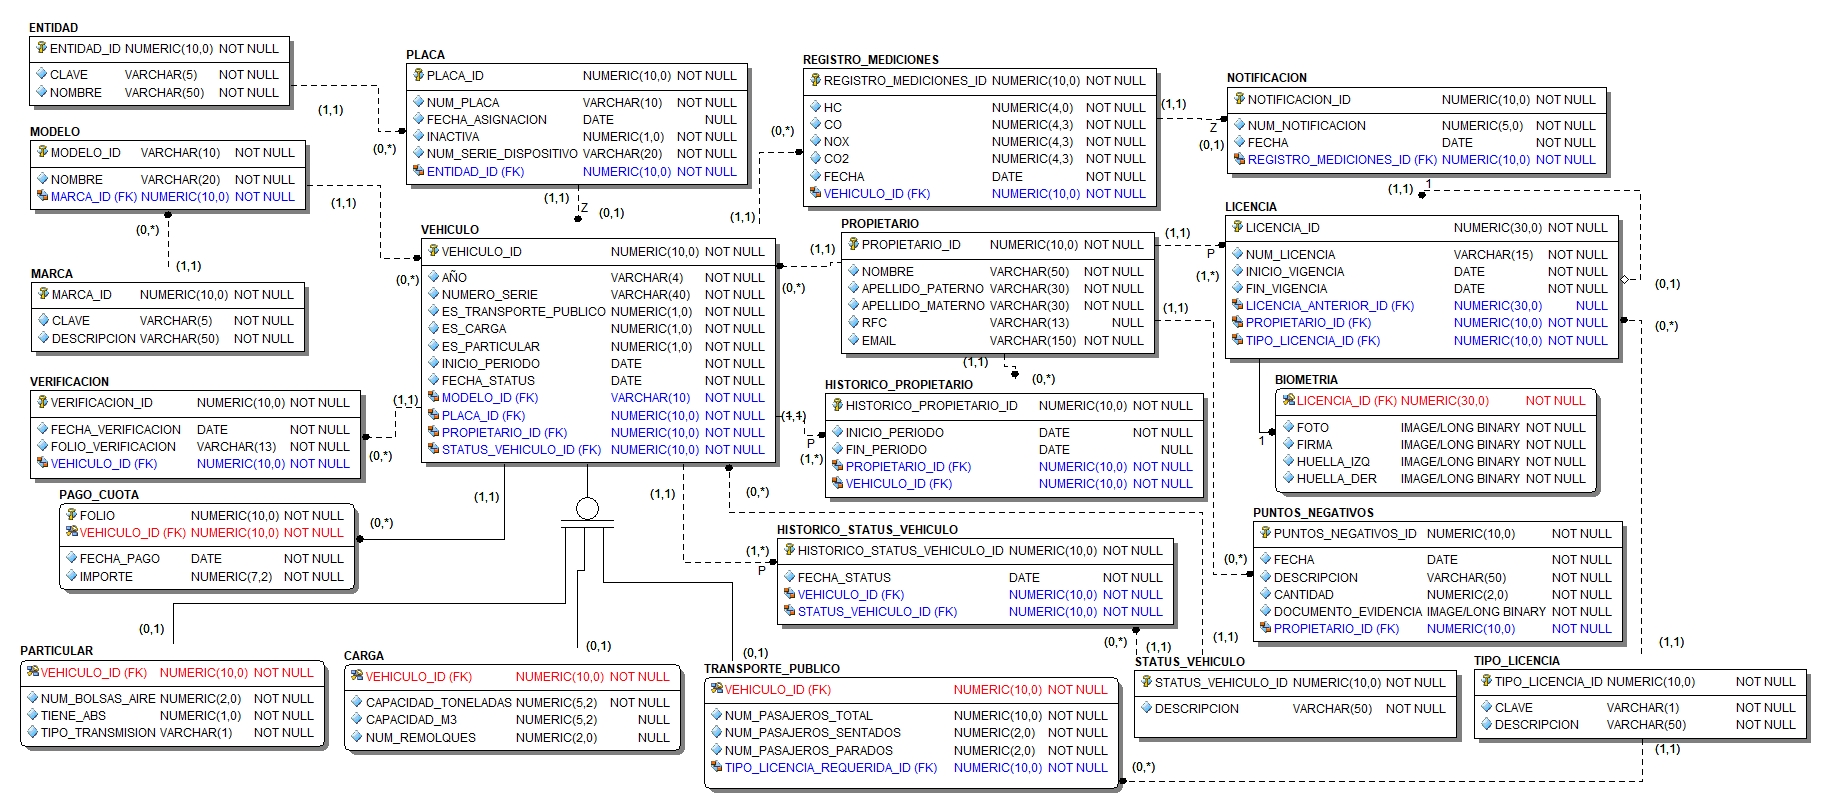 ENTIDAD
ENTIDAD_ID NUMERIC(10,0) NOT NULL
CLAVE VARCHAR(5) NOT NULL
NOMBRE VARCHAR(50) NOT NULL
(1,1)
(0,*)
MODELO
MODELO_ID VARCHAR(10) NOT NULL
NOMBRE VARCHAR(20) NOT NULL
MARCA_ID (FK) NUMERIC(10,0) NOT NULL
(1,1)
(0,*)
(0,*)
(1,1)
MARCA
MARCA_ID NUMERIC(10,0) NOT NULL
CLAVE VARCHAR(5) NOT NULL
DESCRIPCION VARCHAR(50) NOT NULL
PLACA
PLACA_ID NUMERIC(10,0) NOT NULL
NUM_PLACA VARCHAR(10) NOT NULL
FECHA_ASIGNACION DATE NULL
INACTIVA NUMERIC(1,0) NOT NULL
NUM_SERIE_DISPOSITIVO VARCHAR(20) NOT NULL
ENTIDAD_ID (FK) NUMERIC(10,0) NOT NULL
(1,1)
Z
(0,1)
REGISTRO_MEDICIONES
REGISTRO_MEDICIONES_ID NUMERIC(10,0) NOT NULL
HC NUMERIC(4,0) NOT NULL
CO NUMERIC(4,3) NOT NULL
NOX NUMERIC(4,3) NOT NULL
CO2 NUMERIC(4,3) NOT NULL
FECHA DATE NOT NULL
VEHICULO_ID (FK) NUMERIC(10,0) NOT NULL
(0,*)
(1,1)
(1,1)
Z
(0,1)
NOTIFICACION
NOTIFICACION_ID NUMERIC(10,0) NOT NULL
NUM_NOTIFICACION NUMERIC(5,0) NOT NULL
FECHA DATE NOT NULL
REGISTRO_MEDICIONES_ID (FK) NUMERIC(10,0) NOT NULL
VEHICULO
VEHICULO_ID NUMERIC(10,0) NOT NULL
AÑO VARCHAR(4) NOT NULL
NUMERO_SERIE VARCHAR(40) NOT NULL
ES_TRANSPORTE_PUBLICO NUMERIC(1,0) NOT NULL
ES_CARGA NUMERIC(1,0) NOT NULL
ES_PARTICULAR NUMERIC(1,0) NOT NULL
INICIO_PERIODO DATE NOT NULL
FECHA_STATUS DATE NOT NULL
MODELO_ID (FK) VARCHAR(10) NOT NULL
PLACA_ID (FK) NUMERIC(10,0) NOT NULL
PROPIETARIO_ID (FK) NUMERIC(10,0) NOT NULL
STATUS_VEHICULO_ID (FK) NUMERIC(10,0) NOT NULL
PROPIETARIO
PROPIETARIO_ID NUMERIC(10,0) NOT NULL
NOMBRE VARCHAR(50) NOT NULL
APELLIDO_PATERNO VARCHAR(30) NOT NULL
APELLIDO_MATERNO VARCHAR(30) NOT NULL
RFC VARCHAR(13) NULL
EMAIL VARCHAR(150) NOT NULL
(1,1)
(0,*)
(1,1)
P
(1,*)
(1,1)
(1,1)
(0,*)
LICENCIA
LICENCIA_ID NUMERIC(30,0) NOT NULL
NUM_LICENCIA VARCHAR(15) NOT NULL
INICIO_VIGENCIA DATE NOT NULL
FIN_VIGENCIA DATE NOT NULL
LICENCIA_ANTERIOR_ID (FK) NUMERIC(30,0) NULL
PROPIETARIO_ID (FK) NUMERIC(10,0) NOT NULL
TIPO_LICENCIA_ID (FK) NUMERIC(10,0) NOT NULL
(1,1)
1
(0,1)
(0,*)
VERIFICACION
VERIFICACION_ID NUMERIC(10,0) NOT NULL
FECHA_VERIFICACION DATE NOT NULL
FOLIO_VERIFICACION VARCHAR(13) NOT NULL
VEHICULO_ID (FK) NUMERIC(10,0) NOT NULL
(1,1)
(0,*)
HISTORICO_PROPIETARIO
HISTORICO_PROPIETARIO_ID NUMERIC(10,0) NOT NULL
INICIO_PERIODO DATE NOT NULL
FIN_PERIODO DATE NULL
PROPIETARIO_ID (FK) NUMERIC(10,0) NOT NULL
VEHICULO_ID (FK) NUMERIC(10,0) NOT NULL
(1,1)
P
(1,*)
BIOMETRIA
LICENCIA_ID (FK) NUMERIC(30,0) NOT NULL
FOTO IMAGE/LONG BINARY NOT NULL
FIRMA IMAGE/LONG BINARY NOT NULL
HUELLA_IZQ IMAGE/LONG BINARY NOT NULL
HUELLA_DER IMAGE/LONG BINARY NOT NULL
1
PAGO_CUOTA
FOLIO NUMERIC(10,0) NOT NULL
VEHICULO_ID (FK) NUMERIC(10,0) NOT NULL
FECHA_PAGO DATE NOT NULL
IMPORTE NUMERIC(7,2) NOT NULL
(0,*)
(1,1)
(1,1)
(0,*)
HISTORICO_STATUS_VEHICULO
HISTORICO_STATUS_VEHICULO_ID NUMERIC(10,0) NOT NULL
FECHA_STATUS DATE NOT NULL
VEHICULO_ID (FK) NUMERIC(10,0) NOT NULL
STATUS_VEHICULO_ID (FK) NUMERIC(10,0) NOT NULL
(1,*)
P
(0,*)
(1,1)
(1,1)
PUNTOS_NEGATIVOS
PUNTOS_NEGATIVOS_ID NUMERIC(10,0) NOT NULL
FECHA DATE NOT NULL
DESCRIPCION VARCHAR(50) NOT NULL
CANTIDAD NUMERIC(2,0) NOT NULL
DOCUMENTO_EVIDENCIA IMAGE/LONG BINARY NOT NULL
PROPIETARIO_ID (FK) NUMERIC(10,0) NOT NULL
(0,*)
(1,1)
(0,1)
PARTICULAR
VEHICULO_ID (FK) NUMERIC(10,0) NOT NULL
NUM_BOLSAS_AIRE NUMERIC(2,0) NOT NULL
TIENE_ABS NUMERIC(1,0) NOT NULL
TIPO_TRANSMISION VARCHAR(1) NOT NULL
(0,1)
CARGA
VEHICULO_ID (FK) NUMERIC(10,0) NOT NULL
CAPACIDAD_TONELADAS NUMERIC(5,2) NOT NULL
CAPACIDAD_M3 NUMERIC(5,2) NULL
NUM_REMOLQUES NUMERIC(2,0) NULL
(0,1)
TRANSPORTE_PUBLICO
VEHICULO_ID (FK) NUMERIC(10,0) NOT NULL
NUM_PASAJEROS_TOTAL NUMERIC(10,0) NOT NULL
NUM_PASAJEROS_SENTADOS NUMERIC(2,0) NOT NULL
NUM_PASAJEROS_PARADOS NUMERIC(2,0) NOT NULL
TIPO_LICENCIA_REQUERIDA_ID (FK) NUMERIC(10,0) NOT NULL
STATUS_VEHICULO
STATUS_VEHICULO_ID NUMERIC(10,0) NOT NULL
DESCRIPCION VARCHAR(50) NOT NULL
TIPO_LICENCIA
TIPO_LICENCIA_ID NUMERIC(10,0) NOT NULL
CLAVE VARCHAR(1) NOT NULL
DESCRIPCION VARCHAR(50) NOT NULL
(1,1)
(0,*)